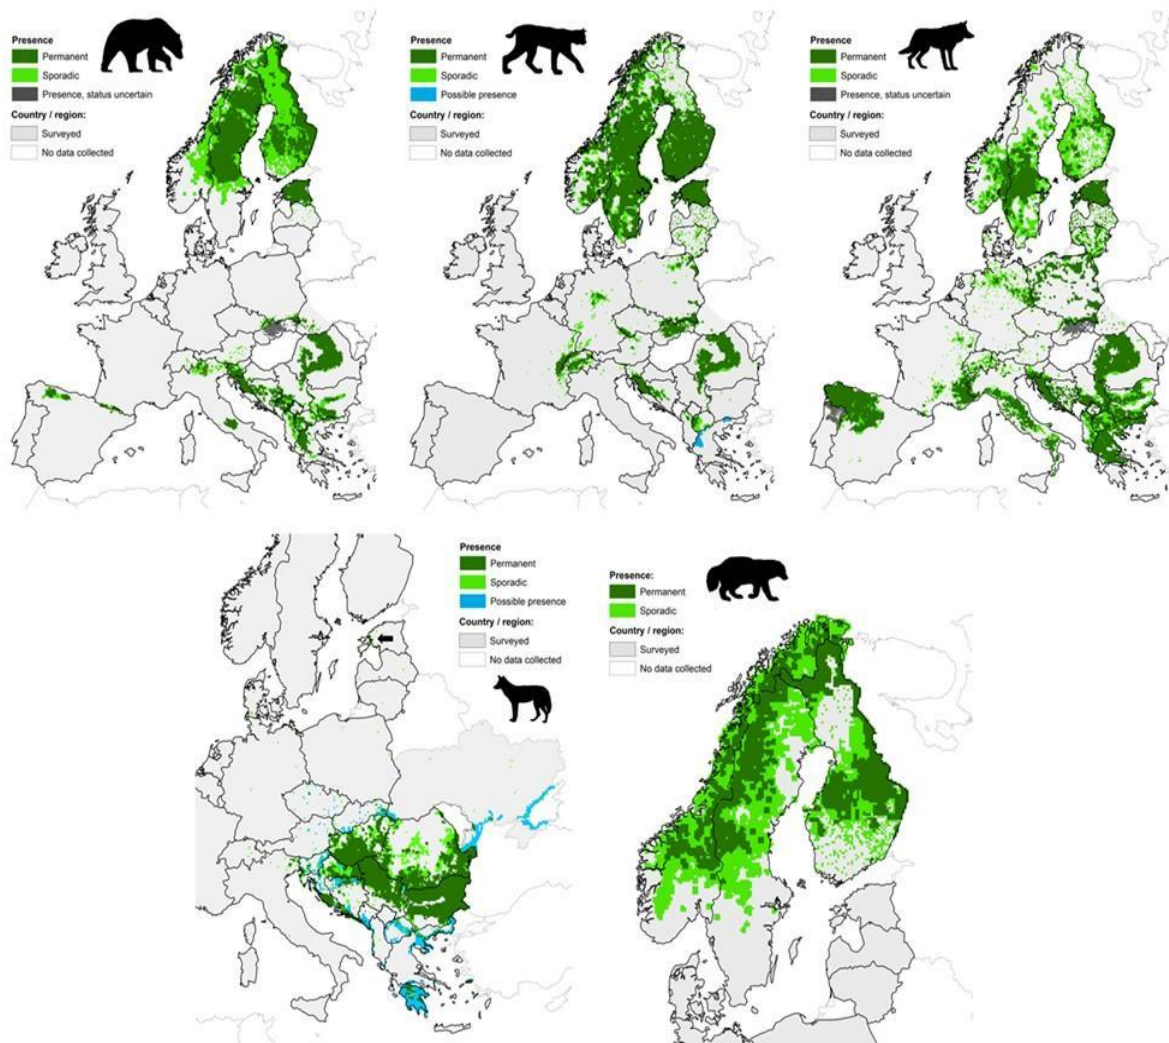 Presence
Permanent
Sporadic
Presence, status uncertain
Country / region:
Surveyed
No data collected
Presence
Permanent
Sporadic
Possible presence
Country / region:
Surveyed
No data collected
Presence
Permanent
Sporadic
Presence, status uncertain
Country / region:
Surveyed
No data collected
Presence
Permanent
Sporadic
Possible presence
Country / region:
Surveyed
No data collected
Presence:
Permanent
Sporadic
Country / region:
Surveyed
No data collected